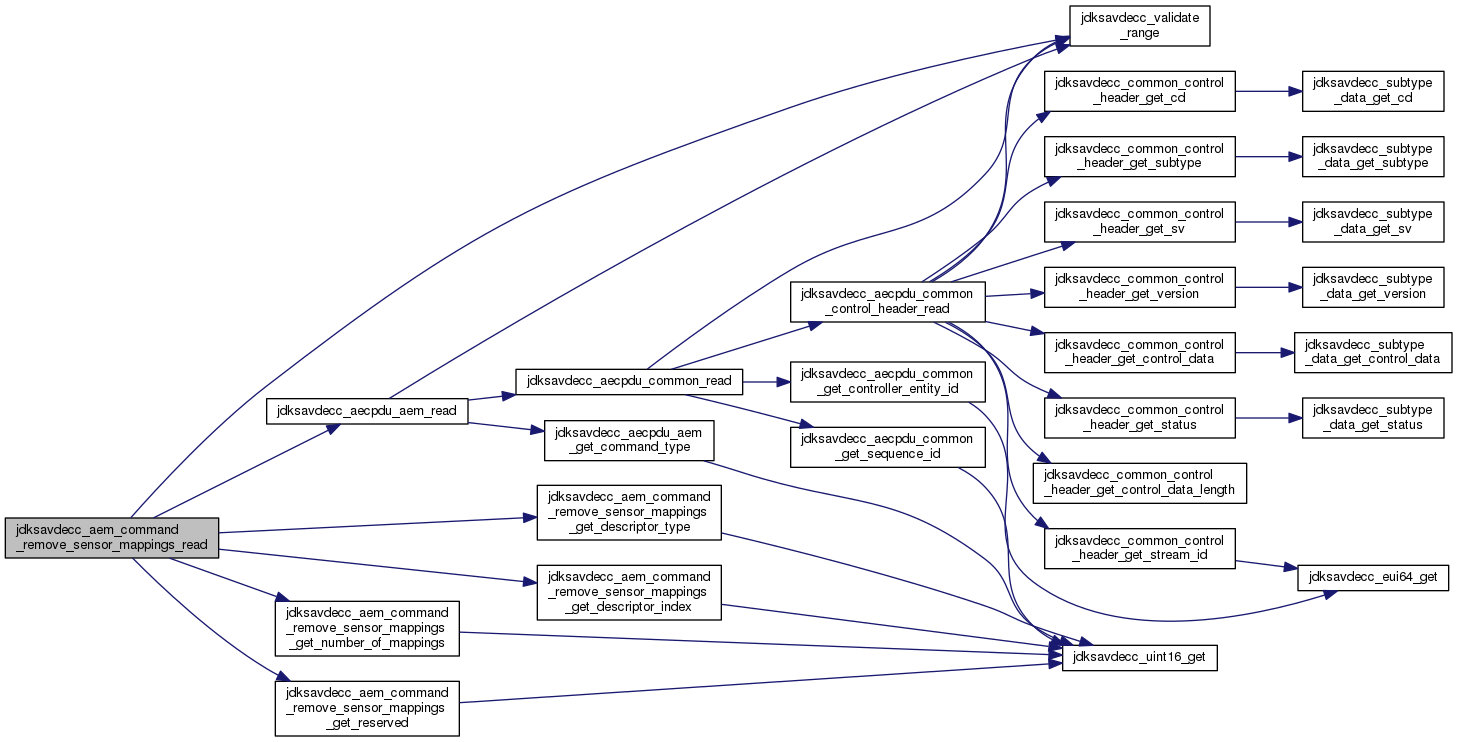 jdksavdecc_aem_command
_remove_sensor_mappings_read
jdksavdecc_aecpdu_aem_read
jdksavdecc_aem_command
_remove_sensor_mappings
_get_number_of_mappings
jdksavdecc_aem_command
_remove_sensor_mappings
_get_reserved
jdksavdecc_aecpdu_common_read
jdksavdecc_aecpdu_aem
_get_command_type
jdksavdecc_aem_command
_remove_sensor_mappings
_get_descriptor_type
jdksavdecc_aem_command
_remove_sensor_mappings
_get_descriptor_index
jdksavdecc_aecpdu_common
_control_header_read
jdksavdecc_aecpdu_common
_get_controller_entity_id
jdksavdecc_aecpdu_common
_get_sequence_id
jdksavdecc_validate
_range
jdksavdecc_common_control
_header_get_cd
jdksavdecc_common_control
_header_get_subtype
jdksavdecc_common_control
_header_get_sv
jdksavdecc_common_control
_header_get_version
jdksavdecc_common_control
_header_get_control_data
jdksavdecc_common_control
_header_get_status
jdksavdecc_common_control
_header_get_control_data_length
jdksavdecc_common_control
_header_get_stream_id
jdksavdecc_uint16_get
jdksavdecc_subtype
_data_get_cd
jdksavdecc_subtype
_data_get_subtype
jdksavdecc_subtype
_data_get_sv
jdksavdecc_subtype
_data_get_version
jdksavdecc_subtype
_data_get_control_data
jdksavdecc_subtype
_data_get_status
jdksavdecc_eui64_get